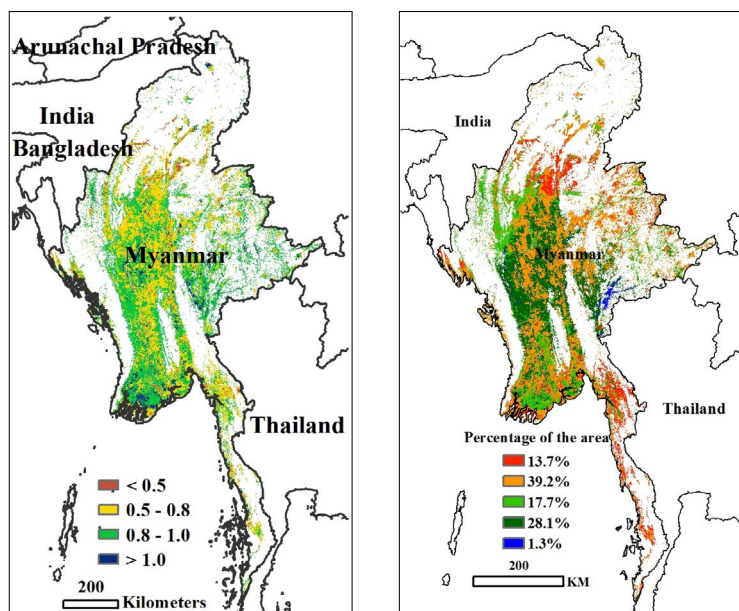 Arunachal Pradesh
India
Bangladesh
Myanmar
Thailand
< 0.5
0.5 - 0.8
0.8 - 1.0
> 1.0
200
Kilometers
India
Myanmar
Thailand
Percentage of the area
13.7%
39.2%
17.7%
28.1%
1.3%
200
KM